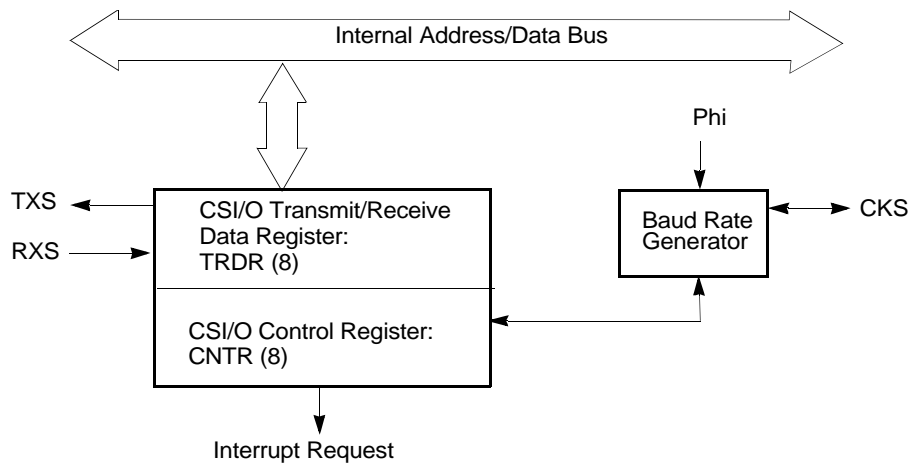 Internal Address/Data Bus
Phi
TXS
RXS
CSI/O Transmit/Receive
Data Register:
TRDR (8)
Baud Rate
Generator
CKS
CSI/O Control Register:
CNTR (8)
Interrupt Request